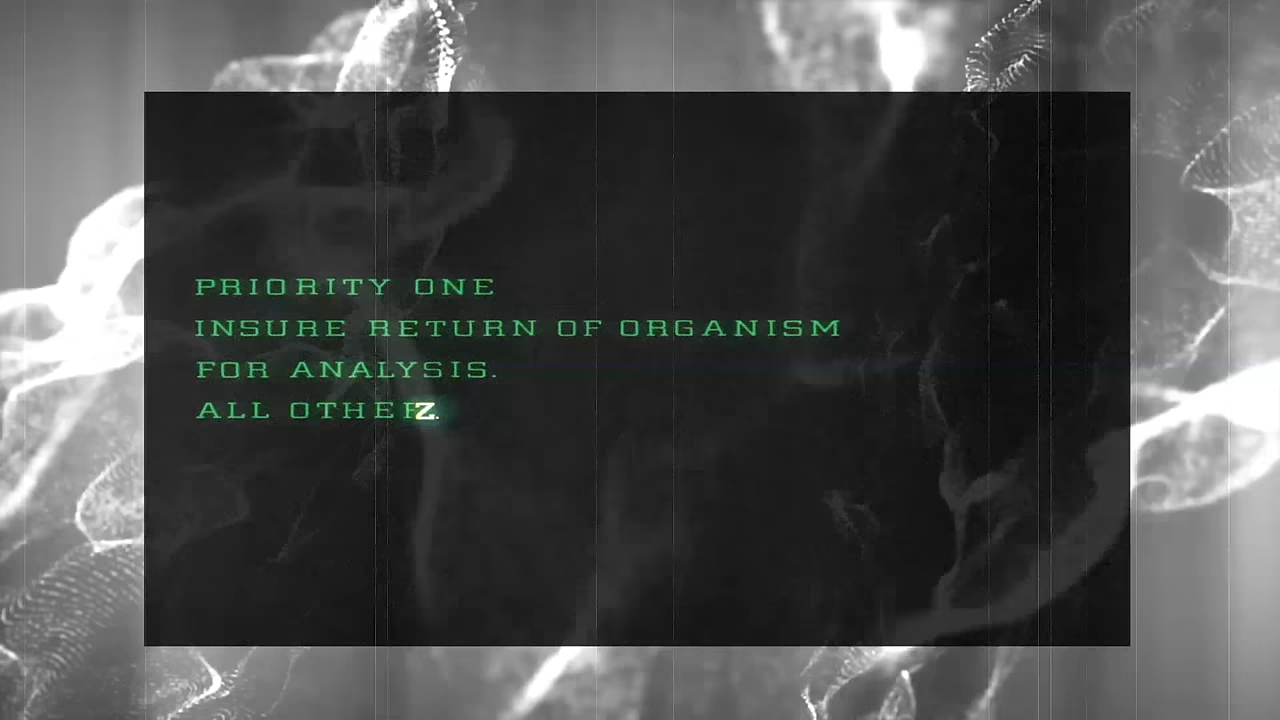 PRIORITY ONE
INSURE RETURN OF ORGANISM
FOR ANALYSIS.
ALL OTHE